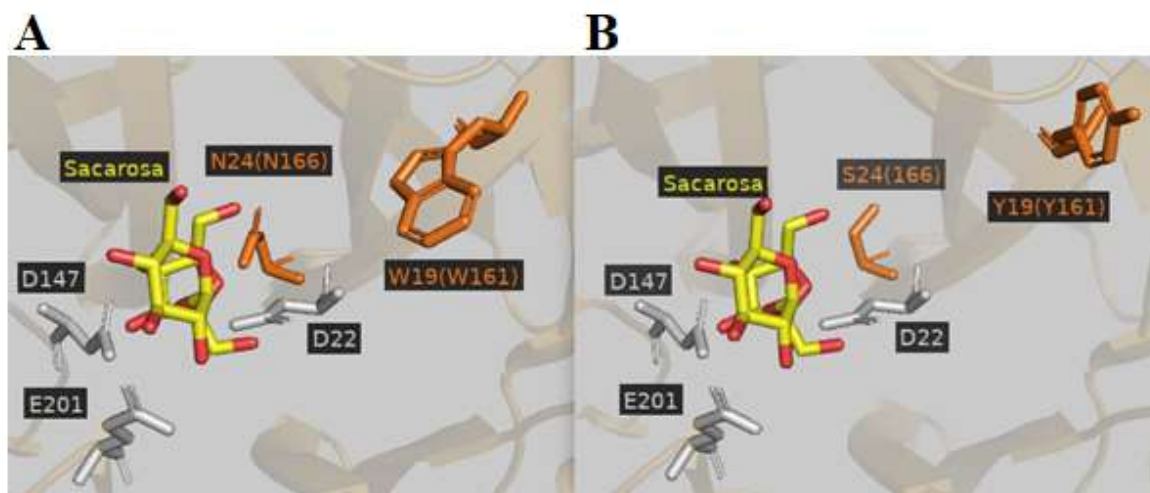 A
B
Sacarosa
N24(N166)
W19(W161)
D147
D22
E201
Sacarosa
S24(166)
Y19(Y161)
D147
D22
E201